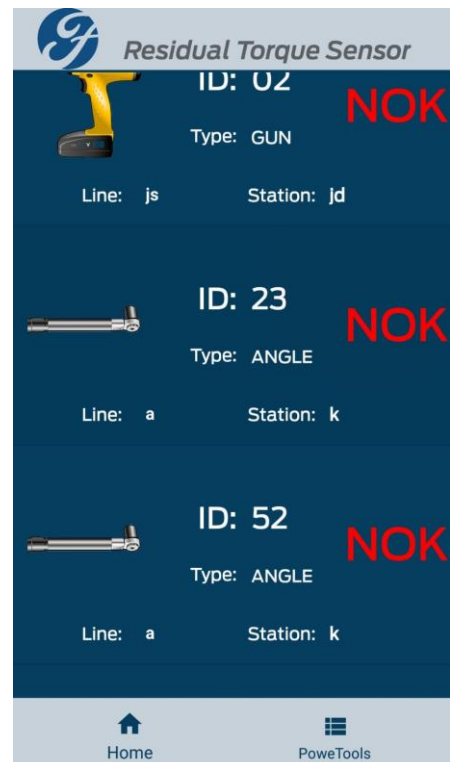 Residual Torque Sensor
ID: 02
NOK
Type: GUN
Line: js Station: jd
ID: 23
NOK
Type: ANGLE
Line: a Station: k
ID: 52
NOK
Type: ANGLE
Line: a Station: k
Home PoweTools